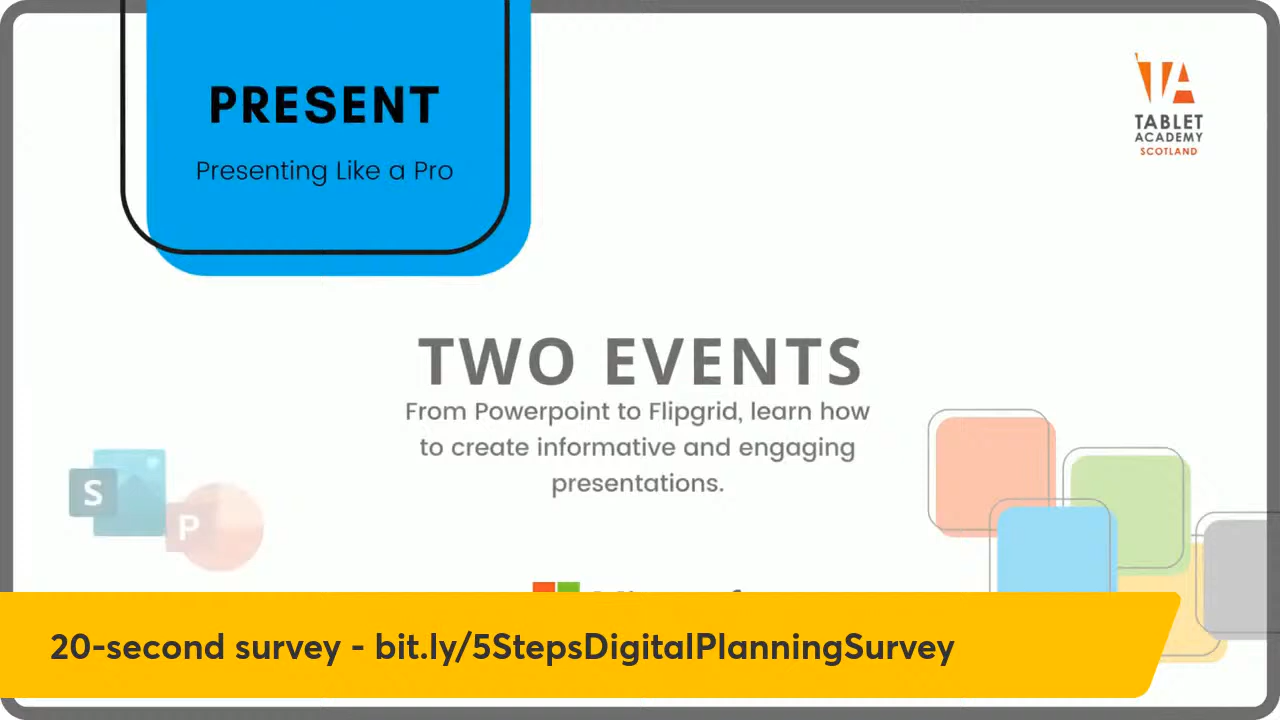 PRESENT
Presenting Like a Pro
TABLET
ACADEMY
SCOTLAND
TWO EVENTS
From Powerpoint to Flipgrid, learn how
to create informative and engaging
presentations.
S
P
20-second survey - bit.ly/5StepsDigitalPlanningSurvey